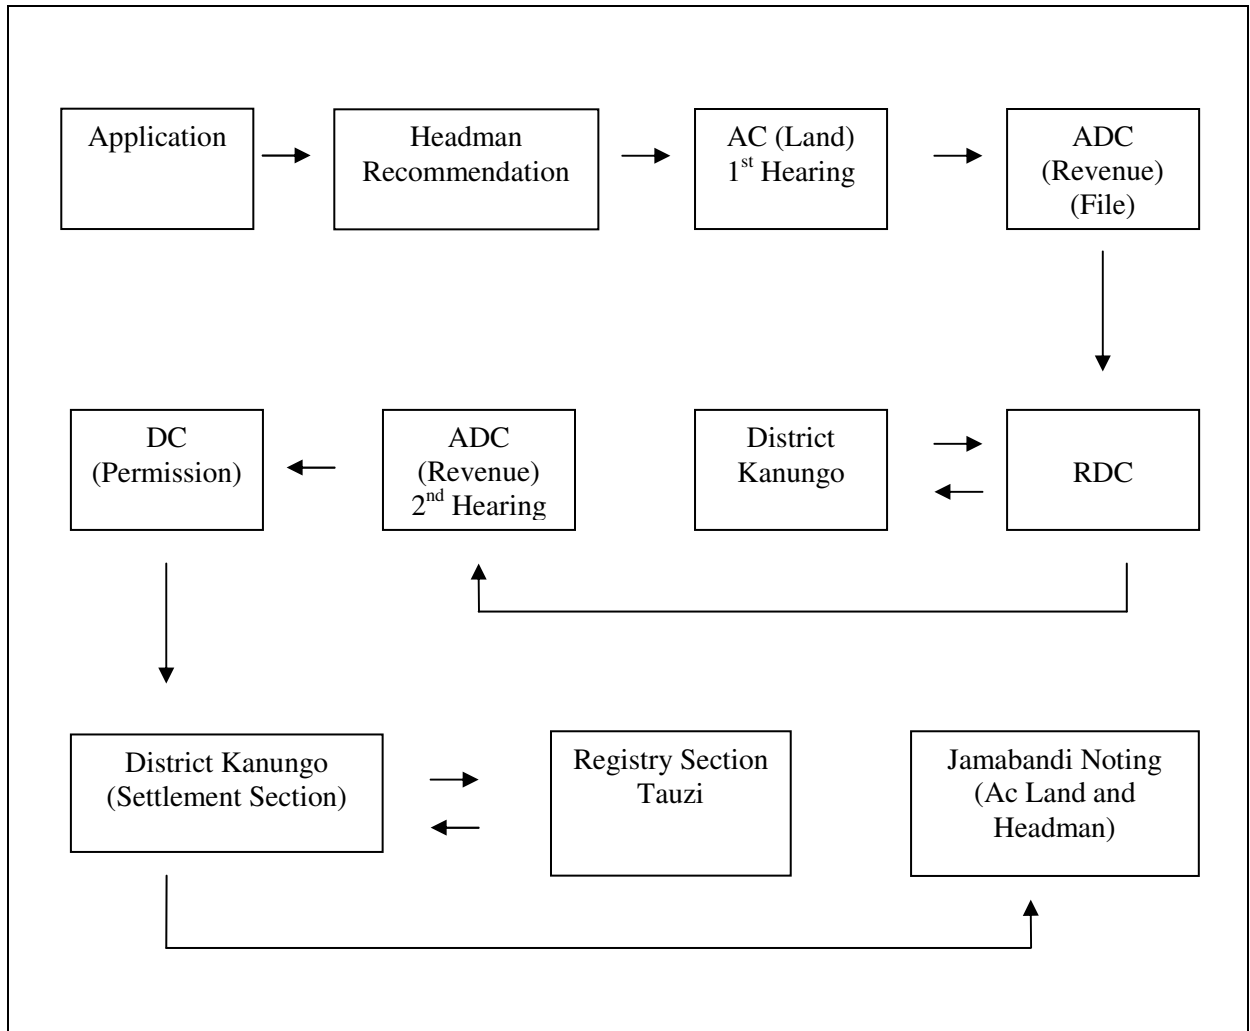 Application
Headman
Recommendation
AC (Land)
1st Hearing
ADC
(Revenue)
(File)
DC
(Permission)
ADC
(Revenue)
2nd Hearing
District
Kanungo
RDC
District Kanungo
(Settlement Section)
Registry Section
Tauzi
Jamabandi Noting
(Ac Land and
Headman)